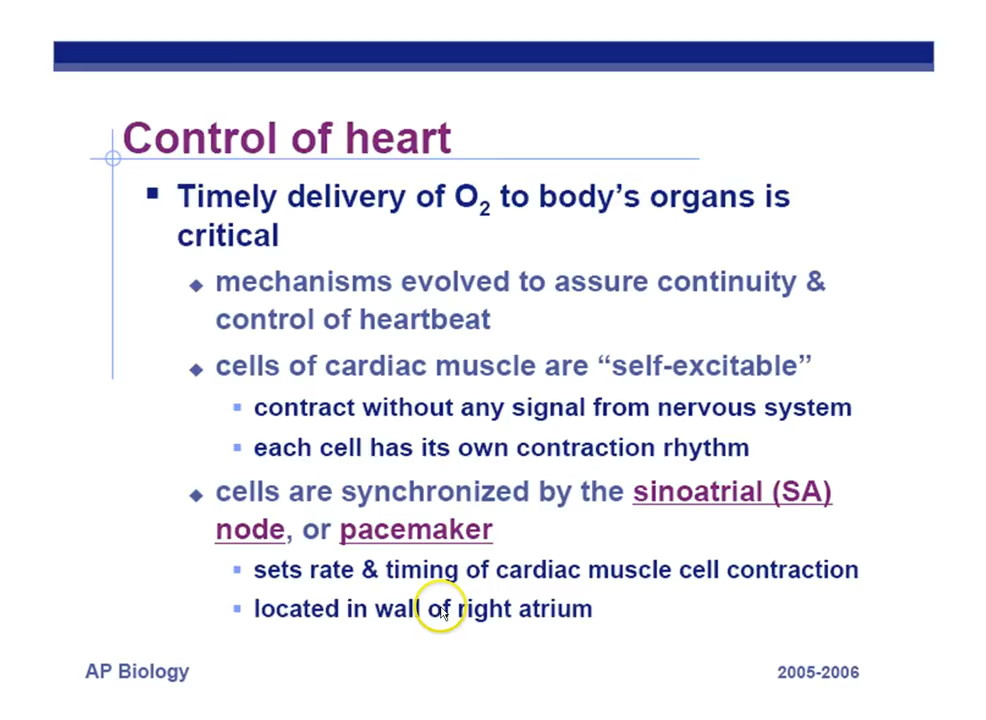 Control of heart
▪ Timely delivery of O₂ to body’s organs is
critical
◆ mechanisms evolved to assure continuity &
control of heartbeat
◆ cells of cardiac muscle are “self-excitable”
▪ contract without any signal from nervous system
▪ each cell has its own contraction rhythm
◆ cells are synchronized by the sinoatrial (SA)
node, or pacemaker
▪ sets rate & timing of cardiac muscle cell contraction
▪ located in wall of right atrium
AP Biology
2005-2006